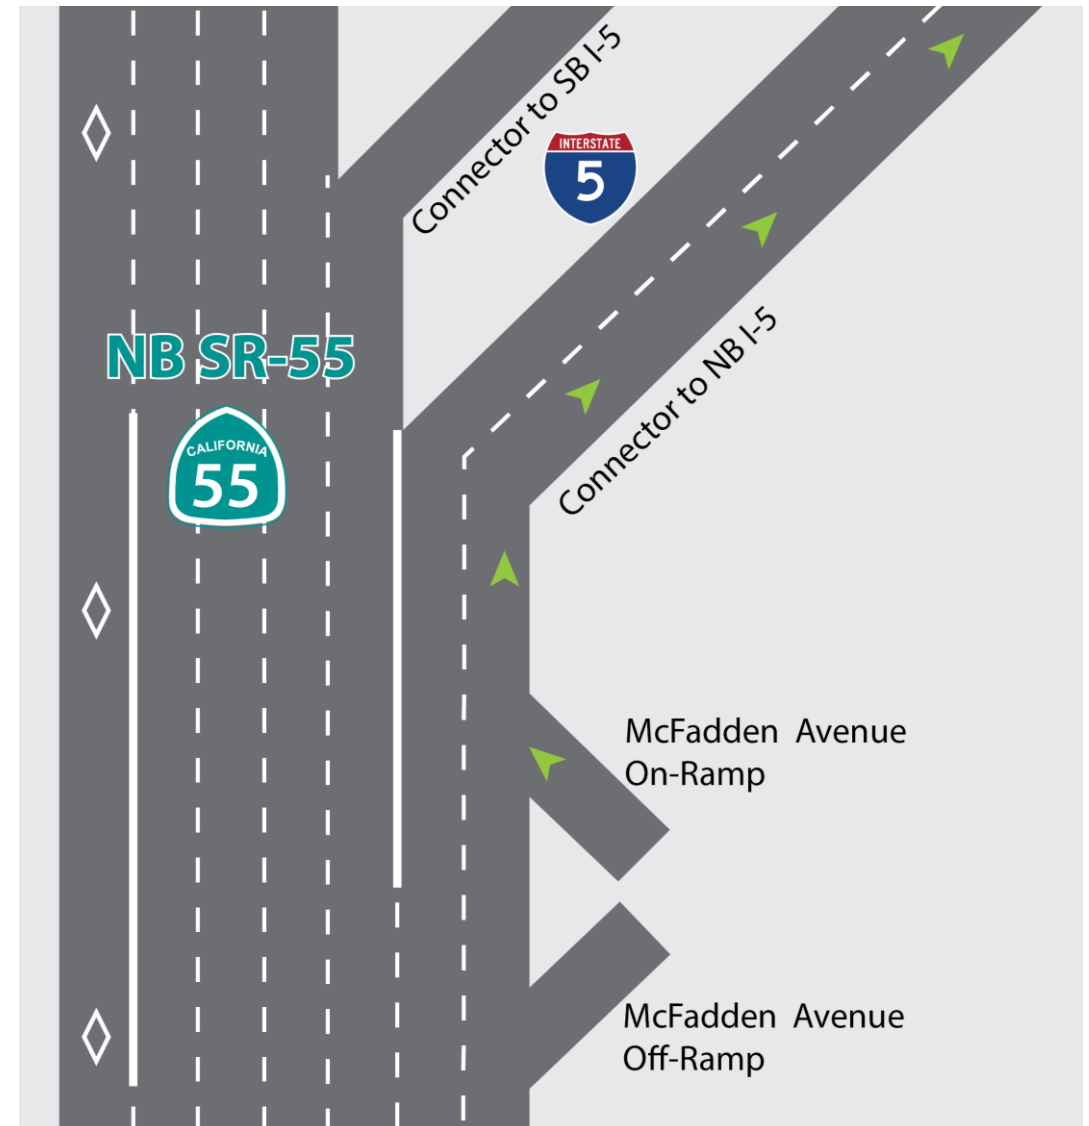 Connector to SB I-5
INTERSTATE
5
NB SR-55
CALIFORNIA
55
Connector to NB I-5
McFadden Avenue
On-Ramp
McFadden Avenue
Off-Ramp